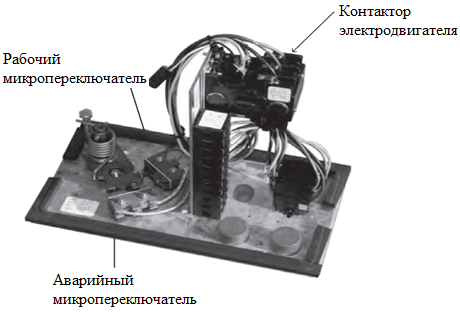 Контактор
электродвигателя
Рабочий
микропереключатель
Аварийный
микропереключатель